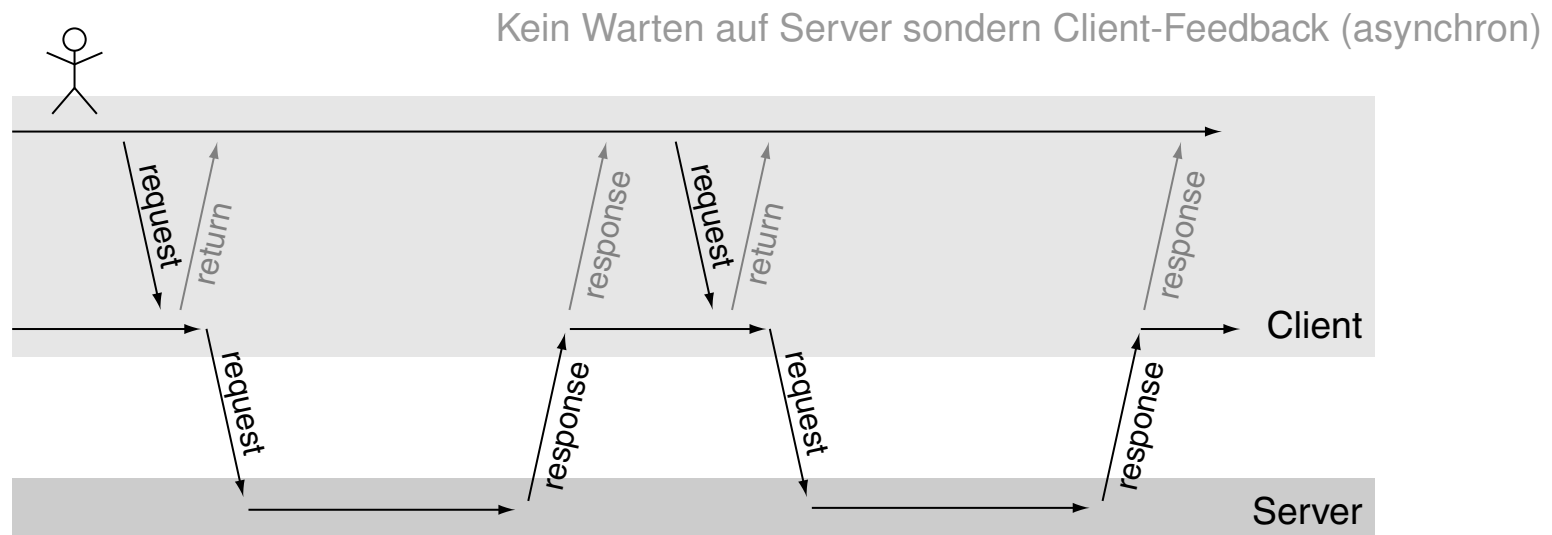 Kein Warten auf Server sondern Client-Feedback (asynchron)
request
return
response
request
return
response
Client
request
response
request
response
Server